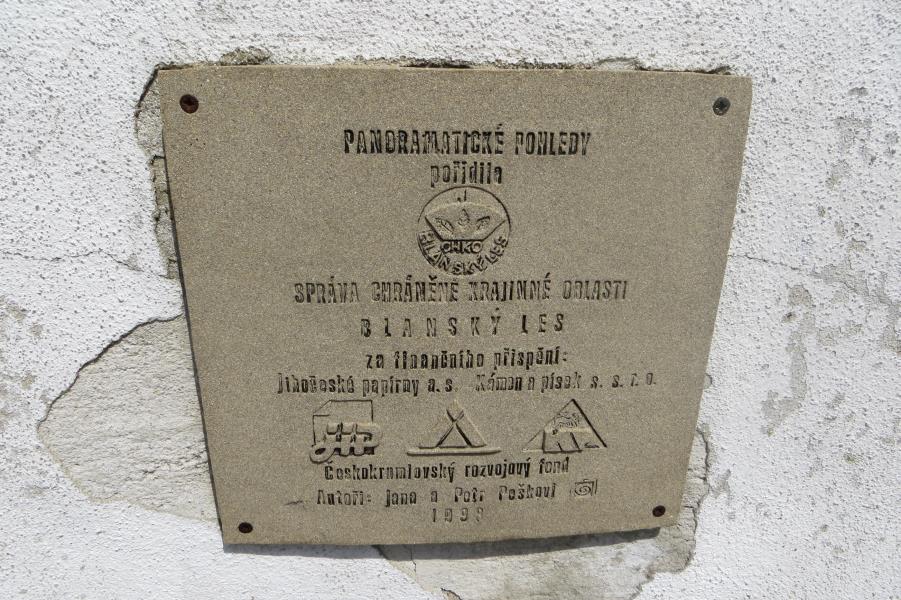 PANORAMATICKÉ POHLEDY
pořídila
CHKO
BLANSKÝ LES
SPRÁVA CHRÁNĚNÉ KRAJINNÉ OBLASTI
BLANSKÝ LES
za finančního přispění:
Jihočeské papírny a.s. Kámen a písek s.s.r.o.
JIP
Českokrumlovský rozvojový fond
Autoři: Jana a Petr Peškovi
1998